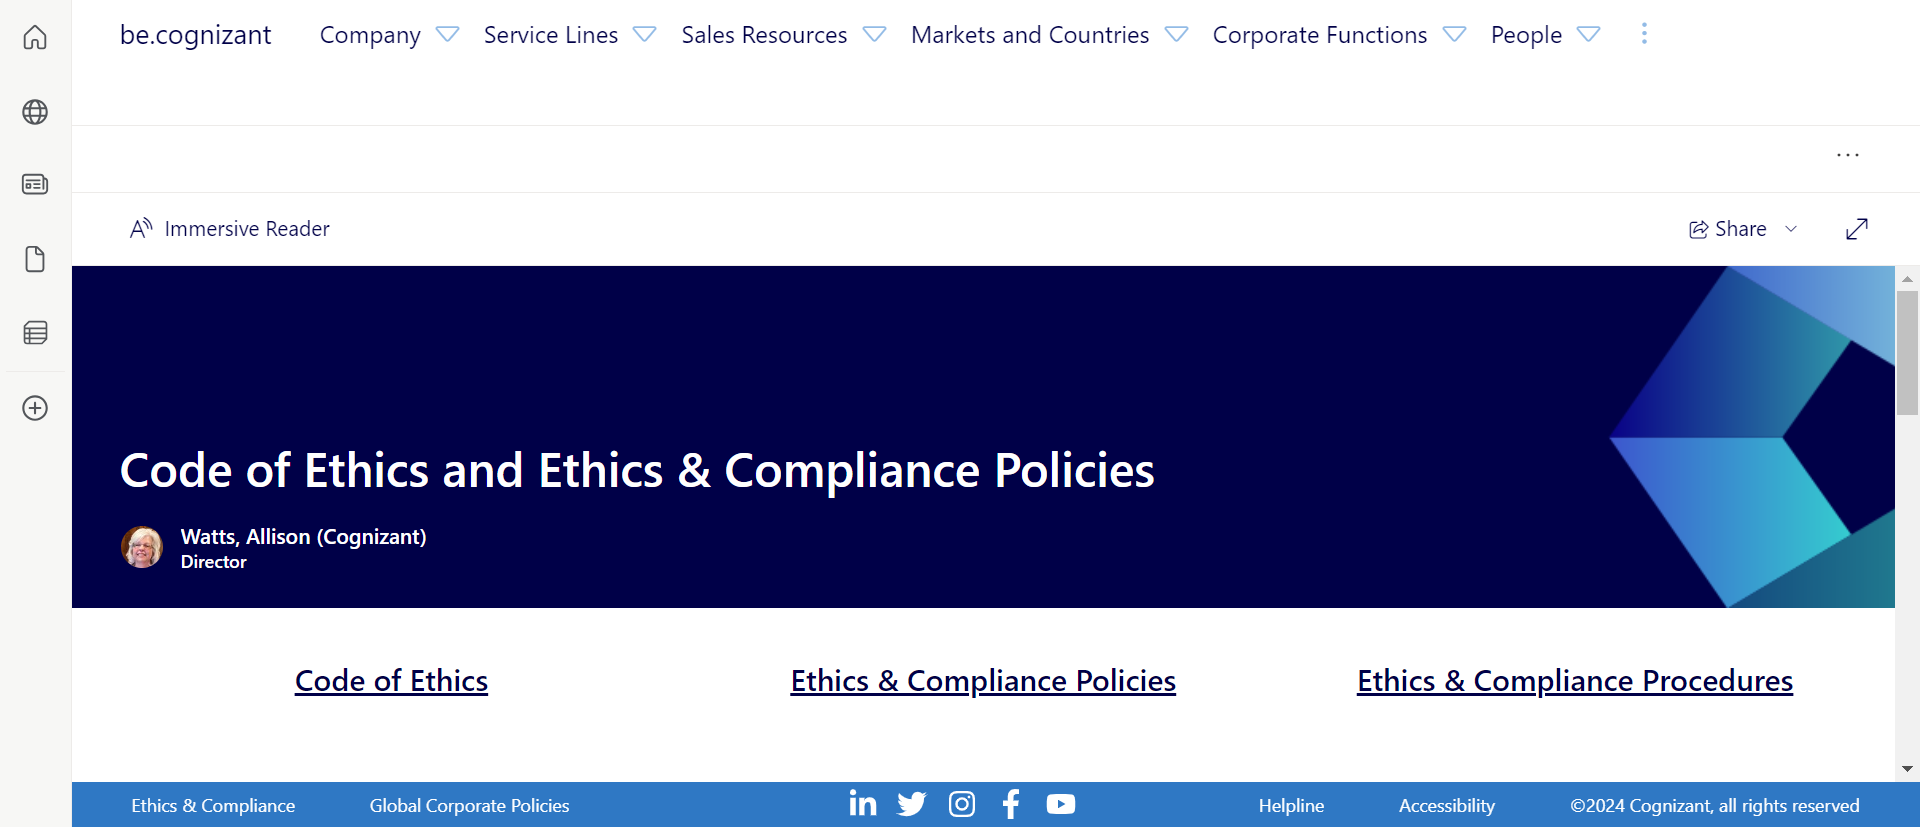 be.cognizant Company Service Lines Sales Resources Markets and Countries Corporate Functions People
Immersive Reader Share
Code of Ethics and Ethics & Compliance Policies
Watts, Allison (Cognizant)
Director
Code of Ethics Ethics & Compliance Policies Ethics & Compliance Procedures
Ethics & Compliance Global Corporate Policies Helpline Accessibility ©2024 Cognizant, all rights reserved